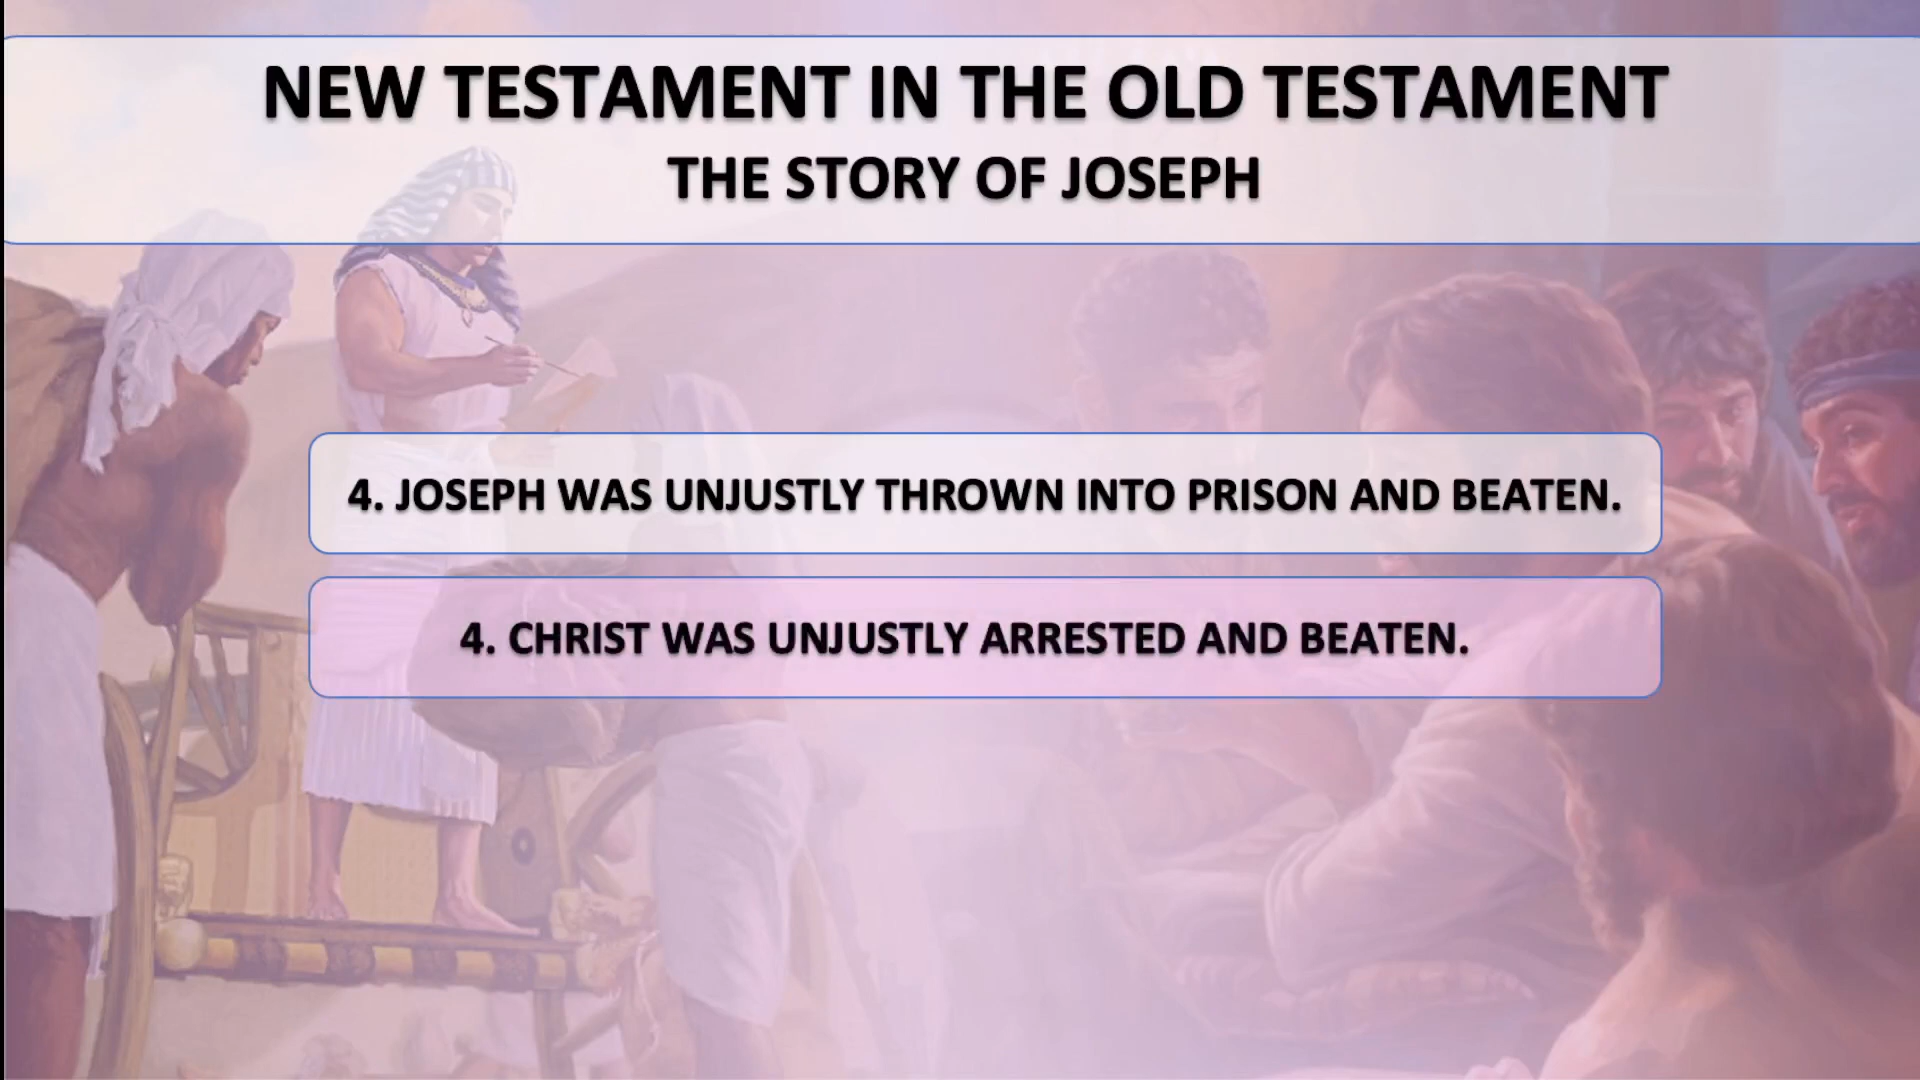 NEW TESTAMENT IN THE OLD TESTAMENT
THE STORY OF JOSEPH
4. JOSEPH WAS UNJUSTLY THROWN INTO PRISON AND BEATEN.
4. CHRIST WAS UNJUSTLY ARRESTED AND BEATEN.